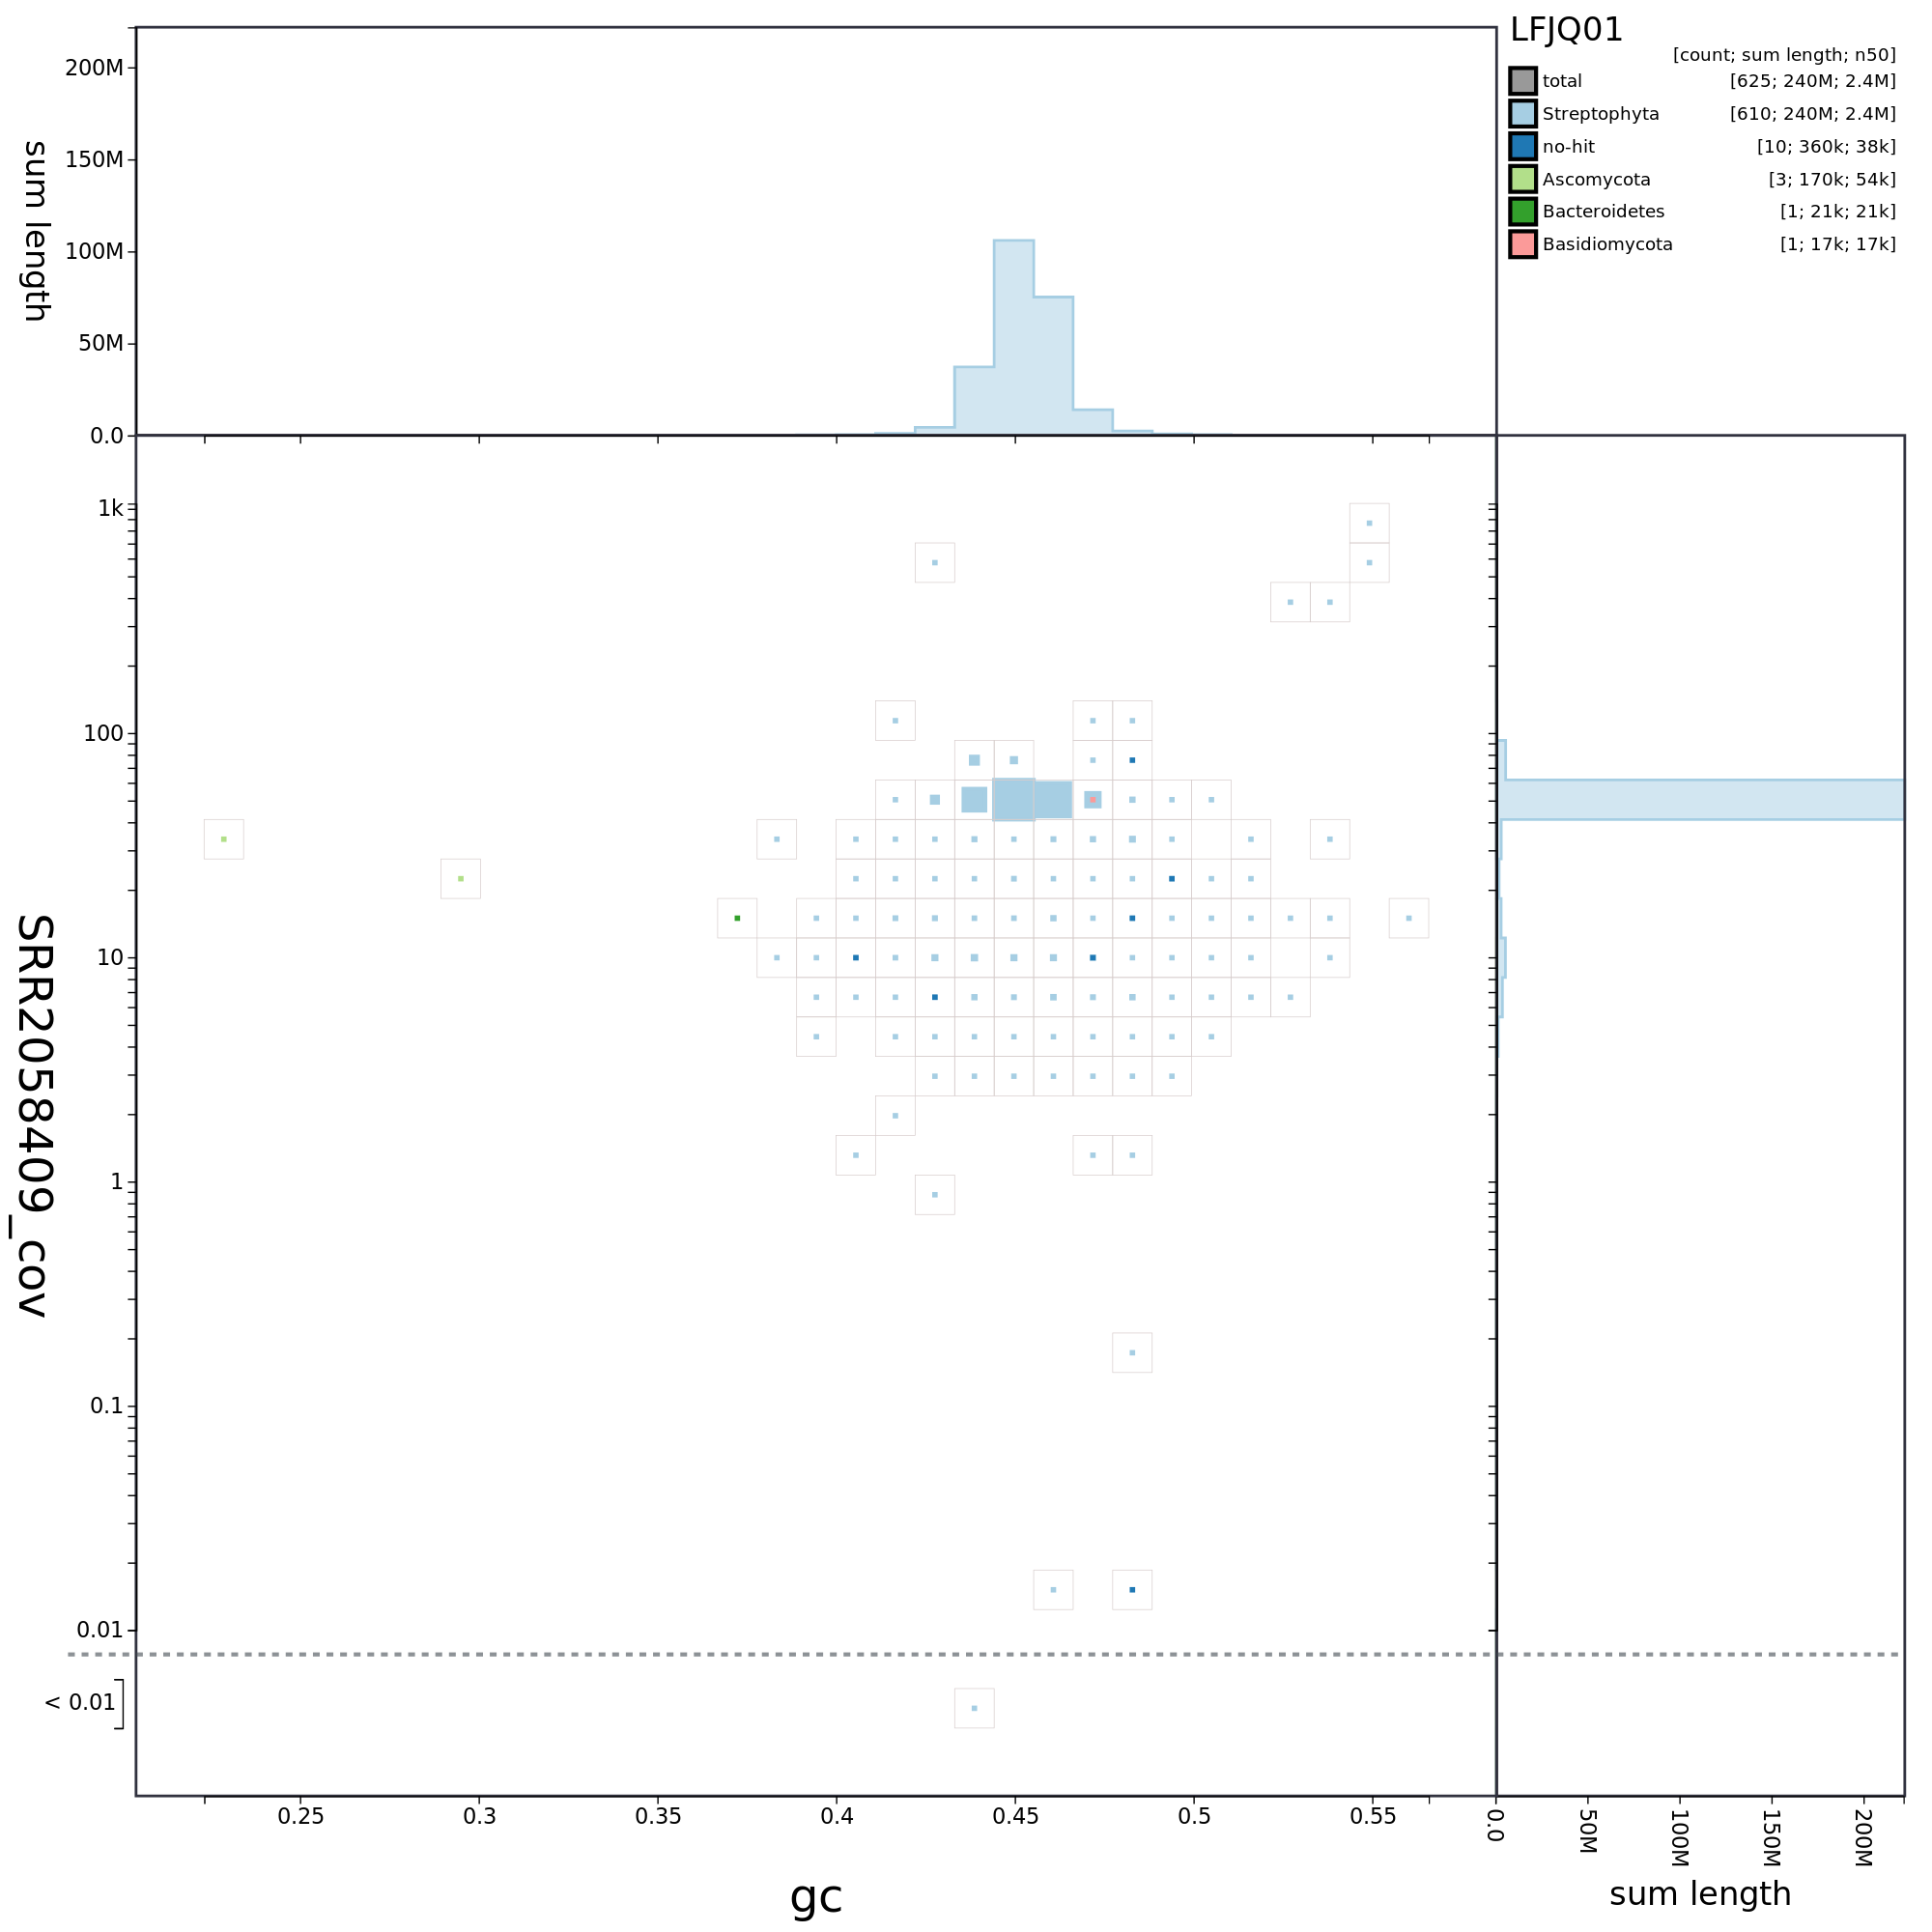 LFJQ01
[count; sum length; n50]
total [625; 240M; 2.4M]
Streptophyta [610; 240M; 2.4M]
no-hit [10; 360k; 38k]
Ascomycota [3; 170k; 54k]
Bacteroidetes [1; 21k; 21k]
Basidiomycota [1; 17k; 17k]
sum length
200M
150M
100M
50M
0.0
SRR2058409_cov
1k
100
10
1
0.1
0.01
< 0.01
0.25 0.3 0.35 0.4 0.45 0.5 0.55
gc
0.0 50M 100M 150M 200M
sum length